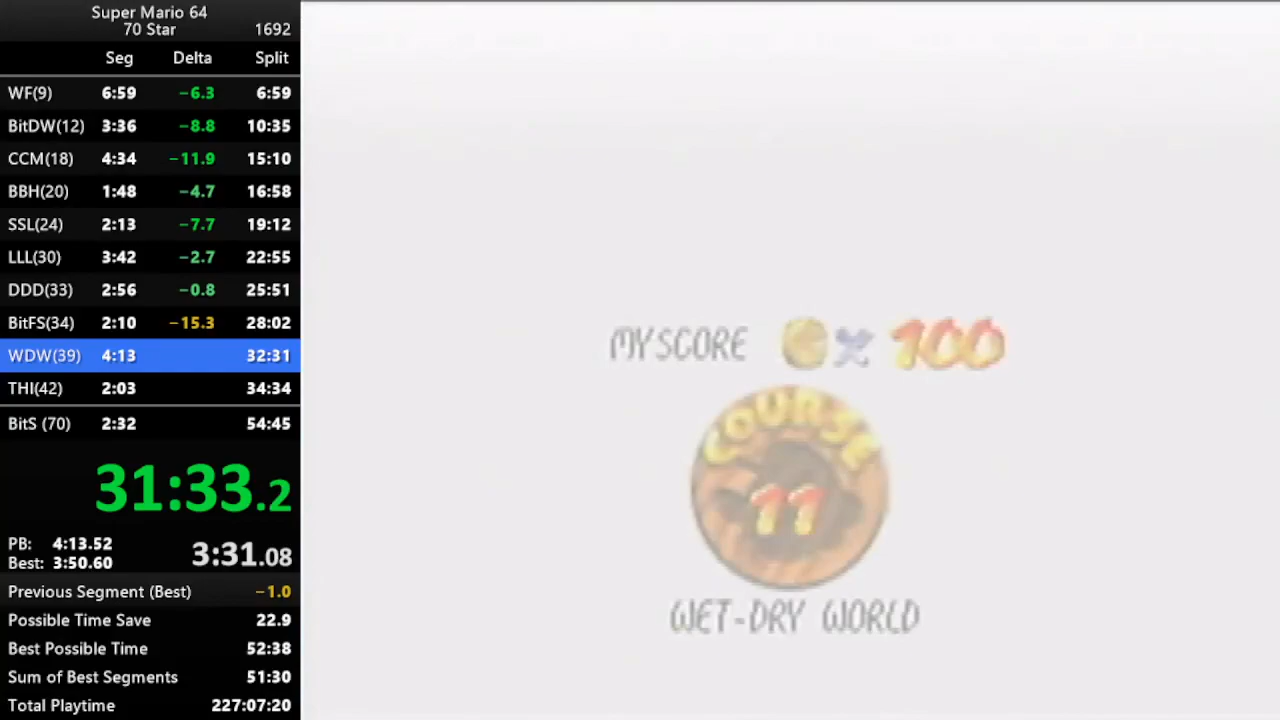 Super Mario 64
70 Star 1692
Seg Delta Split
WF(9) 6:59 −6.3 6:59
BitDW(12) 3:36 −8.8 10:35
CCM(18) 4:34 −11.9 15:10
BBH(20) 1:48 −4.7 16:58
SSL(24) 2:13 −7.7 19:12
LLL(30) 3:42 −2.7 22:55
DDD(33) 2:56 −0.8 25:51
BitFS(34) 2:10 −15.3 28:02
WDW(39) 4:13 32:31
THI(42) 2:03 34:34
BitS (70) 2:32 54:45
31:33.2
PB: 4:13.52
Best: 3:50.60
3:31.08
Previous Segment (Best) −1.0
Possible Time Save 22.9
Best Possible Time 52:38
Sum of Best Segments 51:30
Total Playtime 227:07:20
MY SCORE × 100
COURSE
11
WET-DRY WORLD